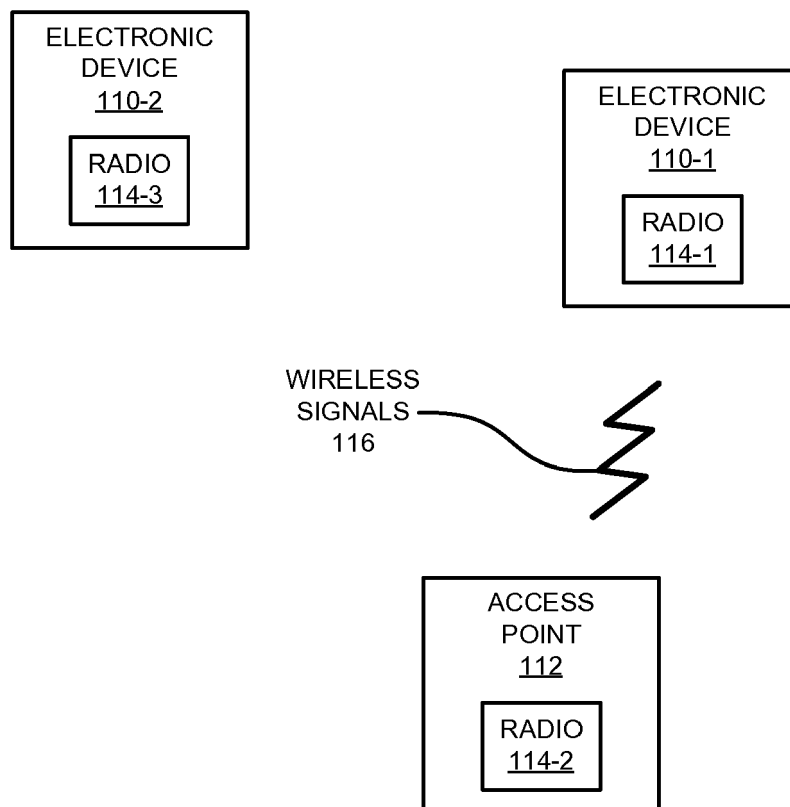 ELECTRONIC
DEVICE
110-2
RADIO
114-3
ELECTRONIC
DEVICE
110-1
RADIO
114-1
WIRELESS
SIGNALS
116
ACCESS
POINT
112
RADIO
114-2